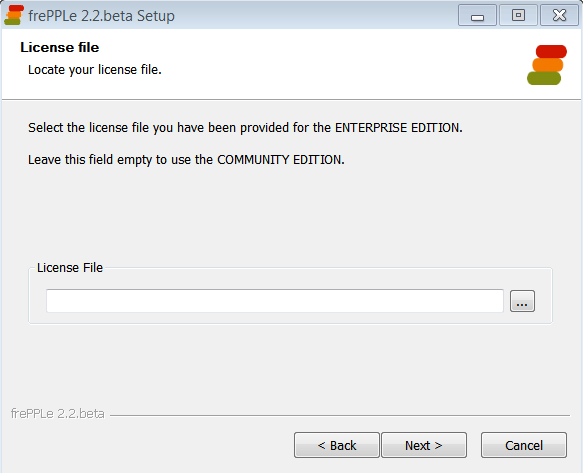 frePPLe 2.2.beta Setup
License file
Locate your license file.
Select the license file you have been provided for the ENTERPRISE EDITION.
Leave this field empty to use the COMMUNITY EDITION.
License File
...
frePPLe 2.2.beta
< Back
Next >
Cancel